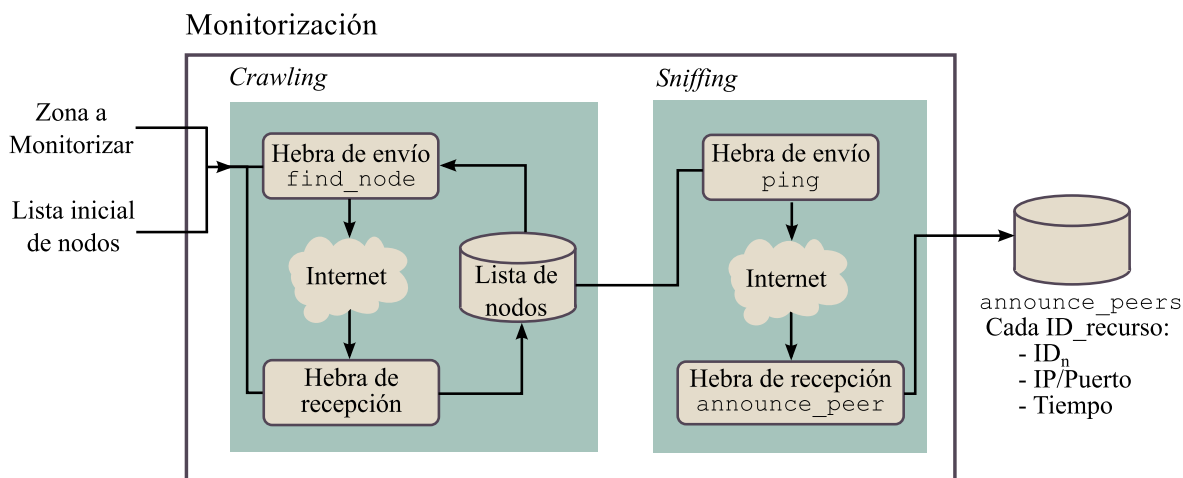 Monitorización
Crawling
Sniffing
Zona a
Monitorizar
Lista inicial
de nodos
Hebra de envío
find_node
Internet
Lista de
nodos
Hebra de
recepción
Hebra de envío
ping
Internet
Hebra de recepción
announce_peer
announce_peers
Cada ID_recurso:
- IDn
- IP/Puerto
- Tiempo